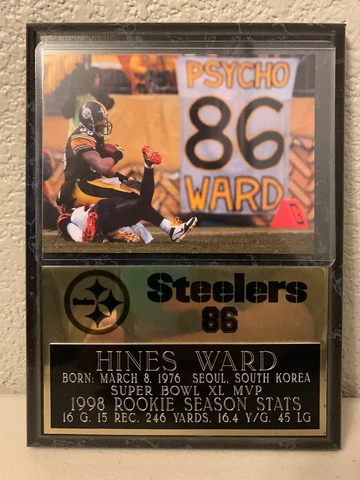 PSYCHO
86
WARD
Steelers
Steelers
86
HINES WARD
BORN: MARCH 8, 1976 SEOUL, SOUTH KOREA
SUPER BOWL XL MVP
1998 ROOKIE SEASON STATS
16 G. 15 REC. 246 YARDS, 16.4 Y/G. 45 LG